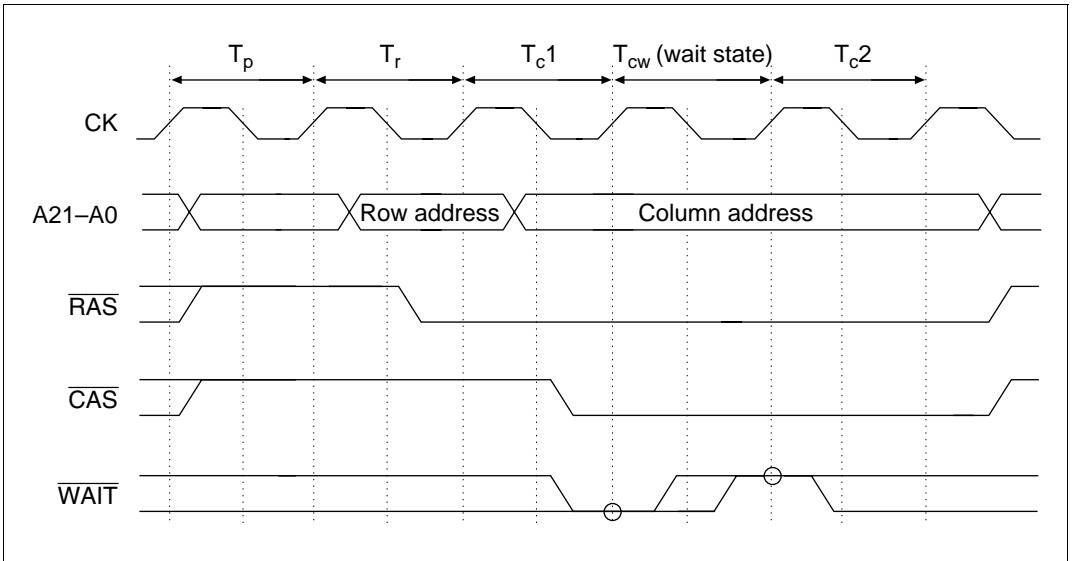 Tp Tr Tc1 Tcw (wait state) Tc2
CK
A21–A0 Row address Column address
RAS
CAS
WAIT